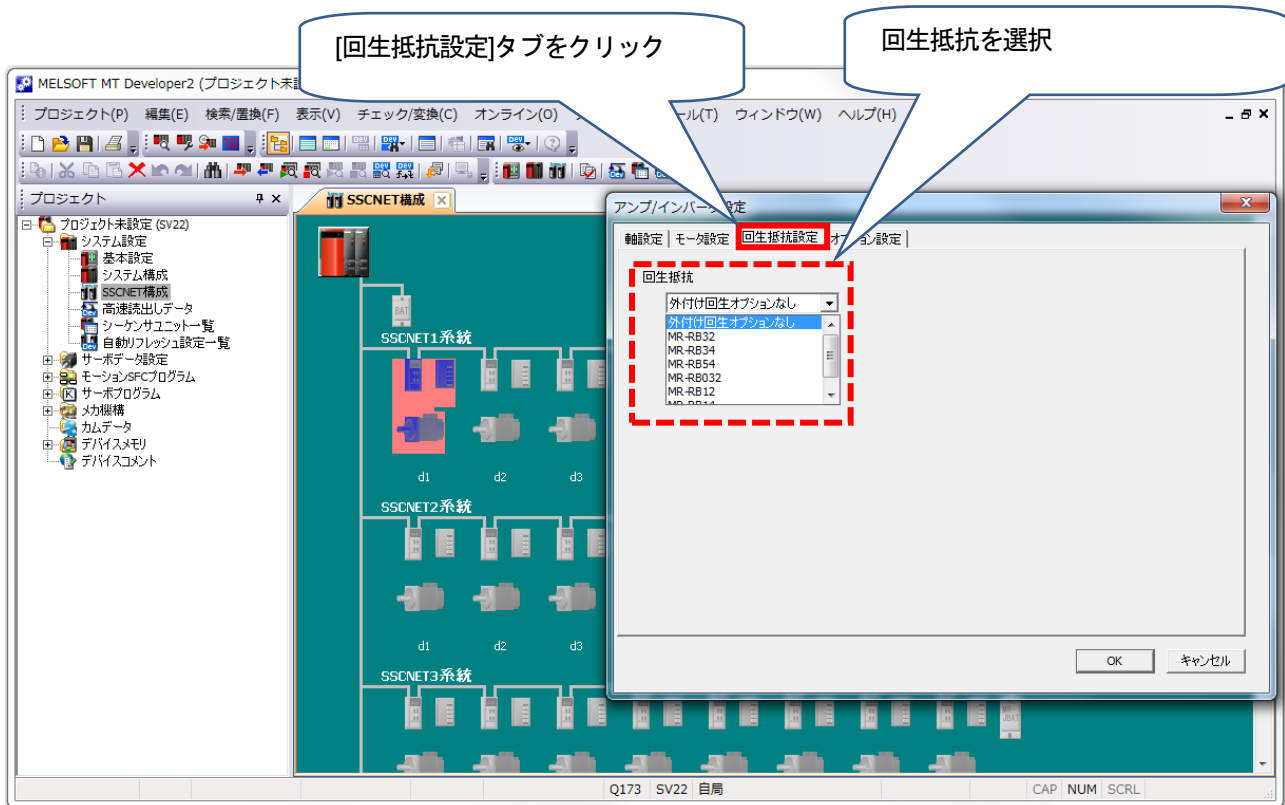 [回生抵抗設定]タブをクリック
回生抵抗を選択
MELSOFT MT Developer2 (プロジェクト未
プロジェクト(P) 編集(E) 検索/置換(F) 表示(V) チェック/変換(C) オンライン(O) ール(T) ウィンドウ(W) ヘルプ(H)
プロジェクト
プロジェクト未設定 (SV22)
システム設定
基本設定
システム構成
SSCNET構成
高速読出しデータ
シーケンサユニット一覧
自動リフレッシュ設定一覧
サーボデータ設定
モーションSFCプログラム
サーボプログラム
メカ機構
カムデータ
デバイスメモリ
デバイスコメント
SSCNET構成
BAT
SSCNET1系統
d1 d2 d3
SSCNET2系統
d1 d2 d3
SSCNET3系統
MR-JBAT
アンプ/インバータ設定
軸設定 モータ設定 回生抵抗設定 オプション設定
回生抵抗
外付け回生オプションなし
外付け回生オプションなし
MR-RB32
MR-RB34
MR-RB54
MR-RB032
MR-RB12
MR-RB14
OK キャンセル
Q173 SV22 自局 CAP NUM SCRL